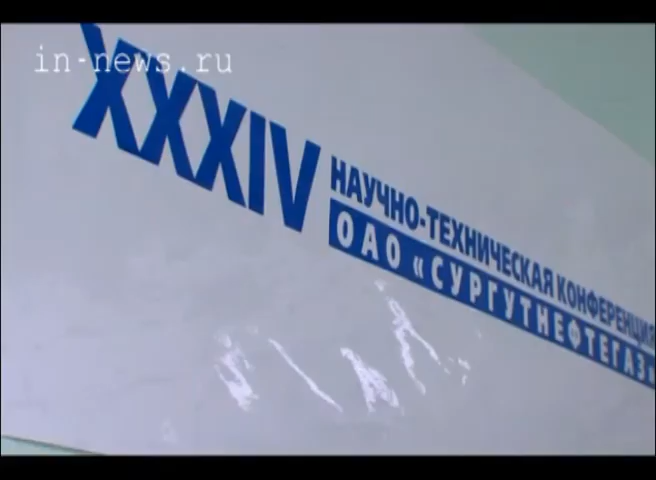 in-news.ru
XXXIV
НАУЧНО-ТЕХНИЧЕСКАЯ КОНФЕРЕНЦИЯ
ОАО «СУРГУТНЕФТЕГАЗ»